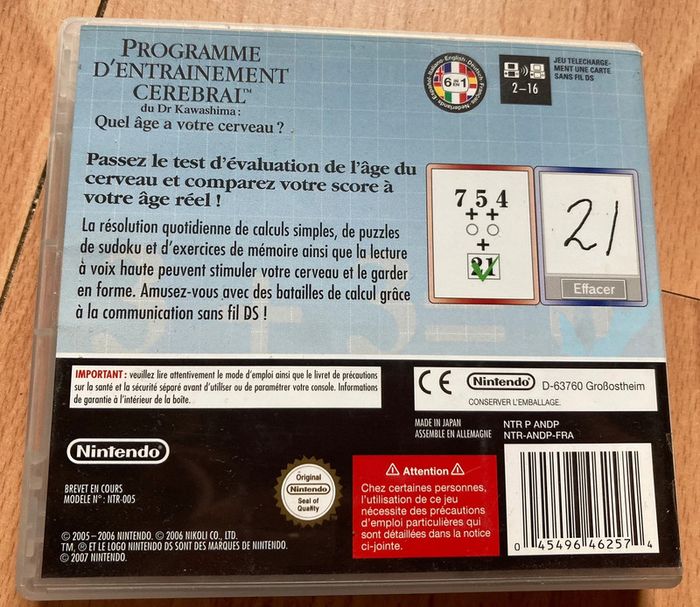 PROGRAMME
D'ENTRAINEMENT
CEREBRAL™
du Dr Kawashima :
Quel âge a votre cerveau ?
Italiano English Deutsch Français Nederlands Español
6 IN 1
2-16
JEU TELECHARGE-
MENT UNE CARTE
SANS FIL DS
Passez le test d'évaluation de l'âge du
cerveau et comparez votre score à
votre âge réel !
La résolution quotidienne de calculs simples, de puzzles
de sudoku et d'exercices de mémoire ainsi que la lecture
à voix haute peuvent stimuler votre cerveau et le garder
en forme. Amusez-vous avec des batailles de calcul grâce
à la communication sans fil DS !
7 5 4
+ +
+
21
21
Effacer
IMPORTANT : veuillez lire attentivement le mode d'emploi ainsi que le livret de précautions
sur la santé et la sécurité séparé avant d'utiliser ou de paramétrer votre console. Informations
de garantie à l'intérieur de la boîte.
CE Nintendo D-63760 Großostheim
CONSERVER L'EMBALLAGE.
MADE IN JAPAN
ASSEMBLE EN ALLEMAGNE
NTR P ANDP
NTR-ANDP-FRA
Nintendo
BREVET EN COURS
MODELE N° : NTR-005
Original
Nintendo
Seal of
Quality
Attention
Chez certaines personnes,
l'utilisation de ce jeu
nécessite des précautions
d'emploi particulières qui
sont détaillées dans la notice
ci-jointe.
0 45496 46257 4
© 2005 – 2006 NINTENDO. © 2006 NIKOLI CO., LTD.
TM, ® ET LE LOGO NINTENDO DS SONT DES MARQUES DE NINTENDO.
© 2007 NINTENDO.